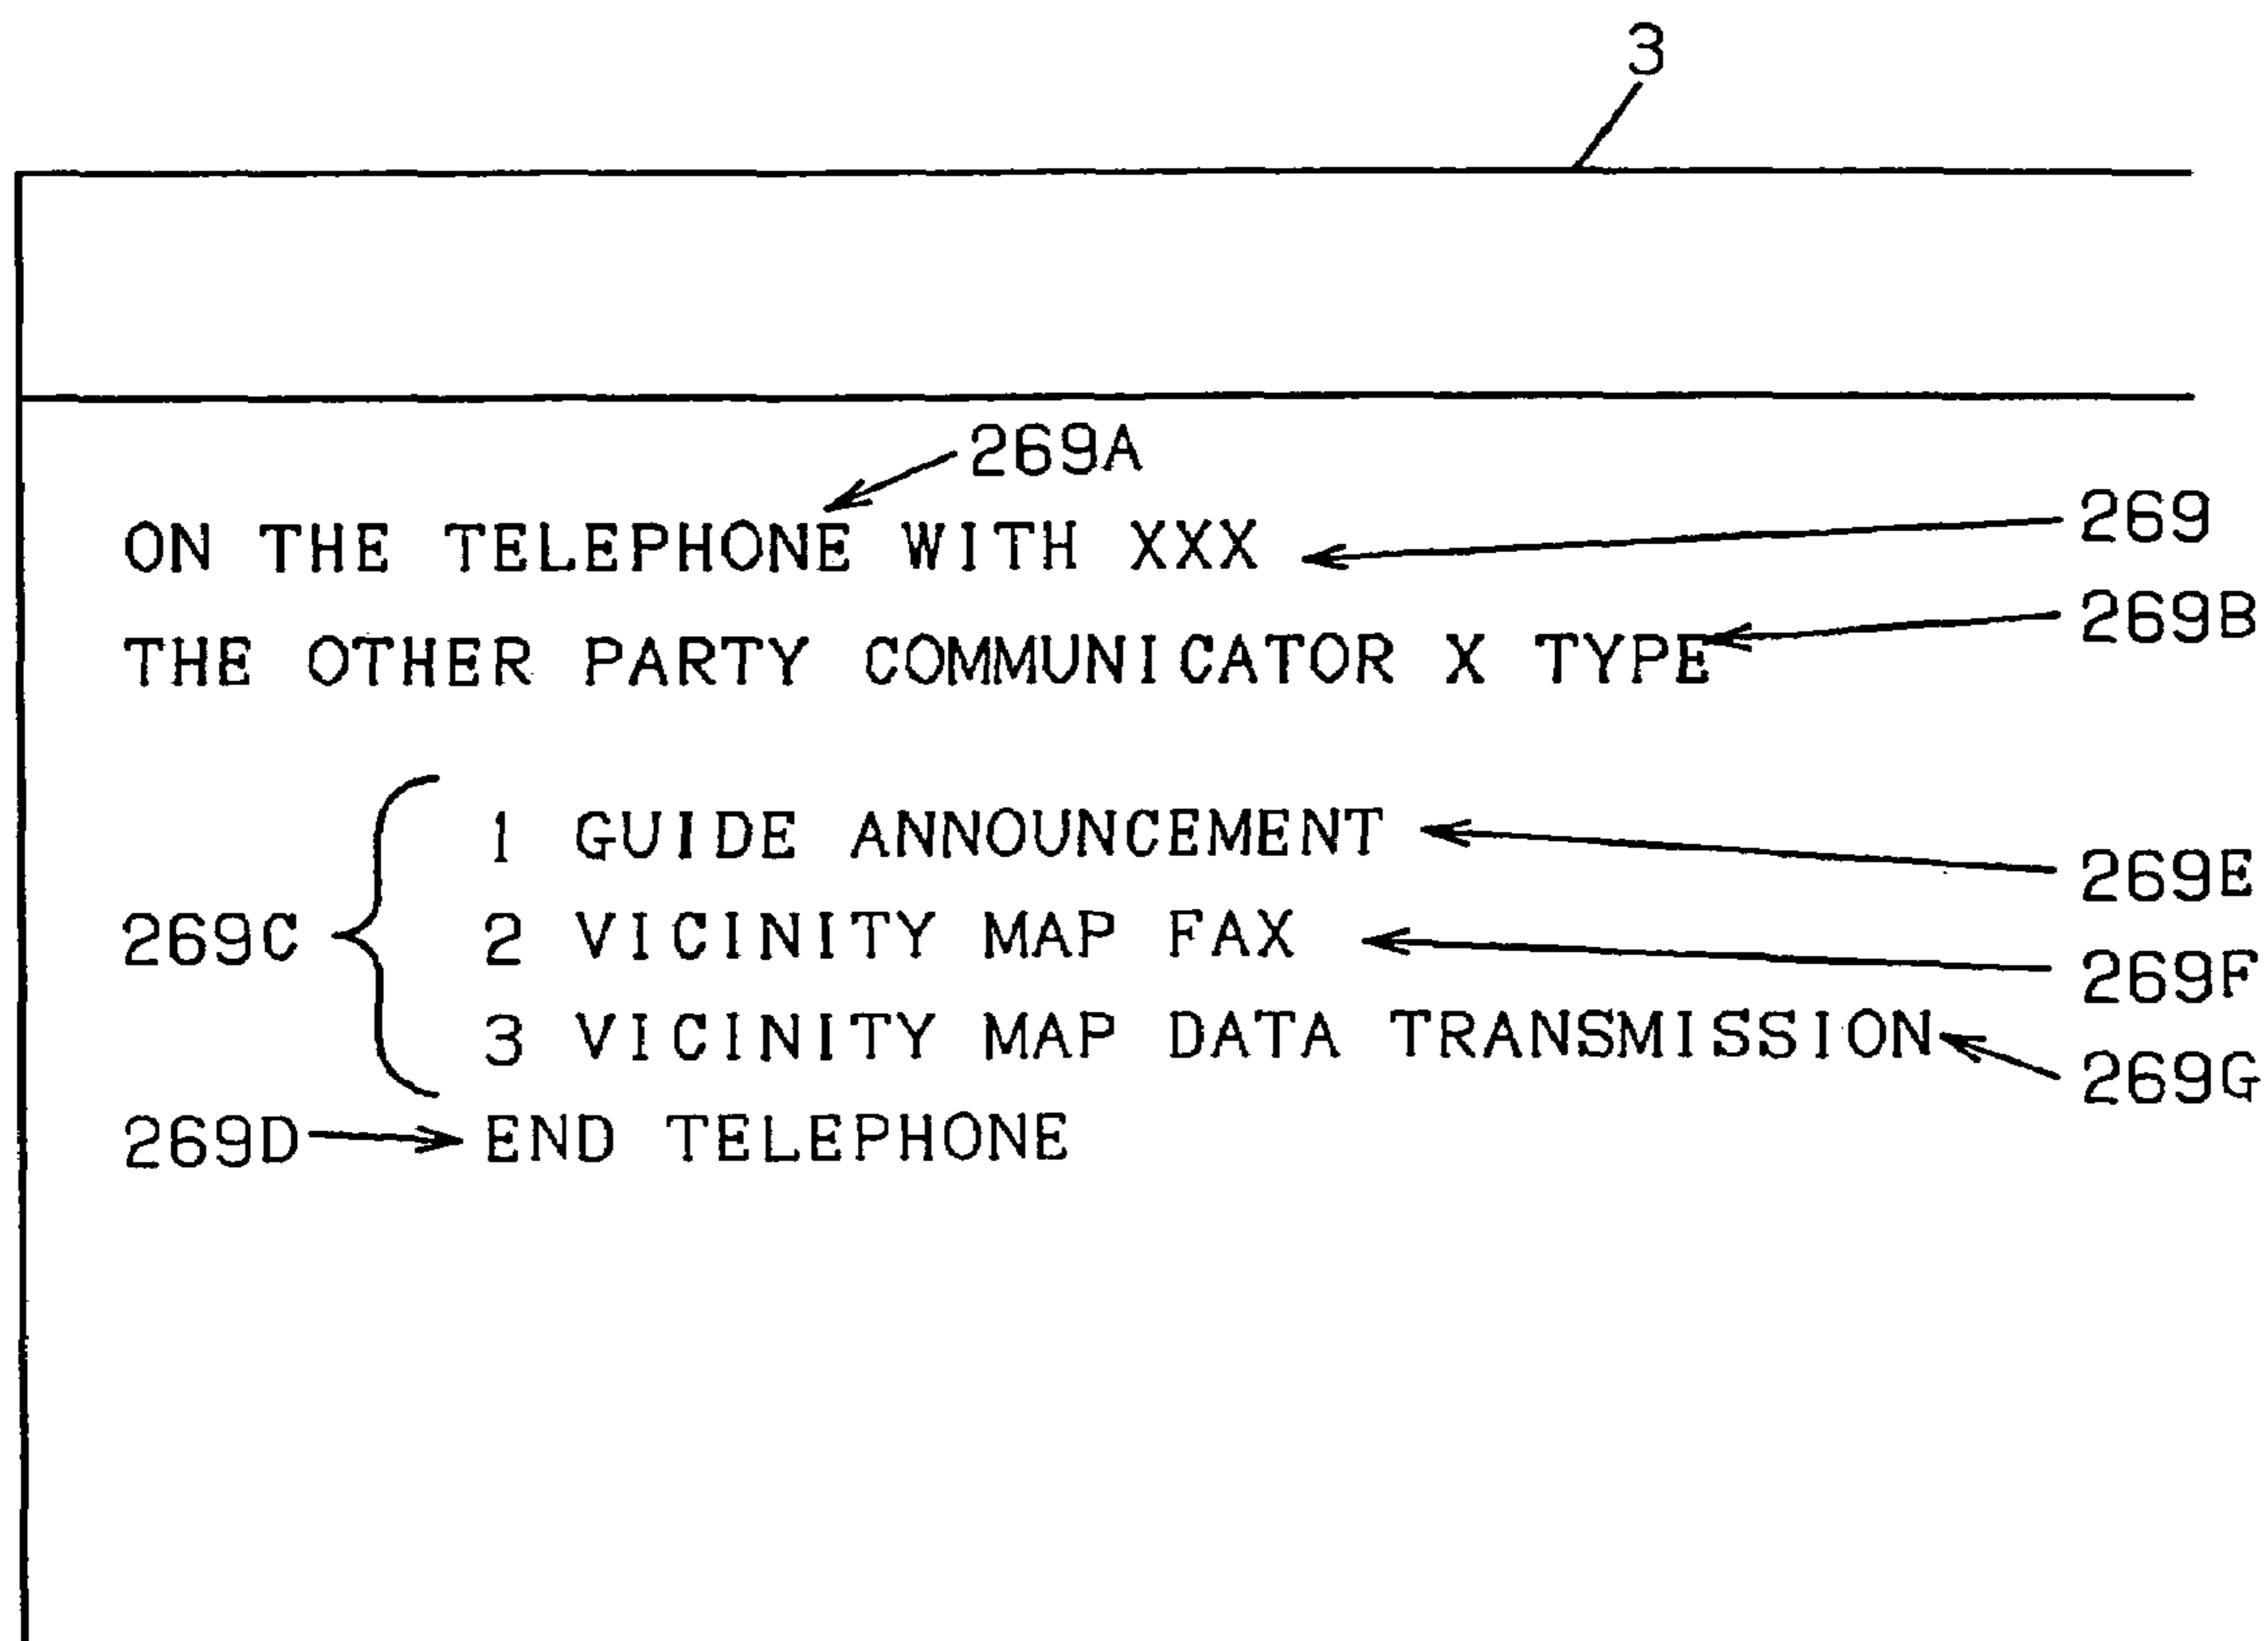 3
269A
ON THE TELEPHONE WITH XXX
269
THE OTHER PARTY COMMUNICATOR X TYPE
269B
1 GUIDE ANNOUNCEMENT
269E
269C
2 VICINITY MAP FAX
269F
3 VICINITY MAP DATA TRANSMISSION
269G
269D
END TELEPHONE